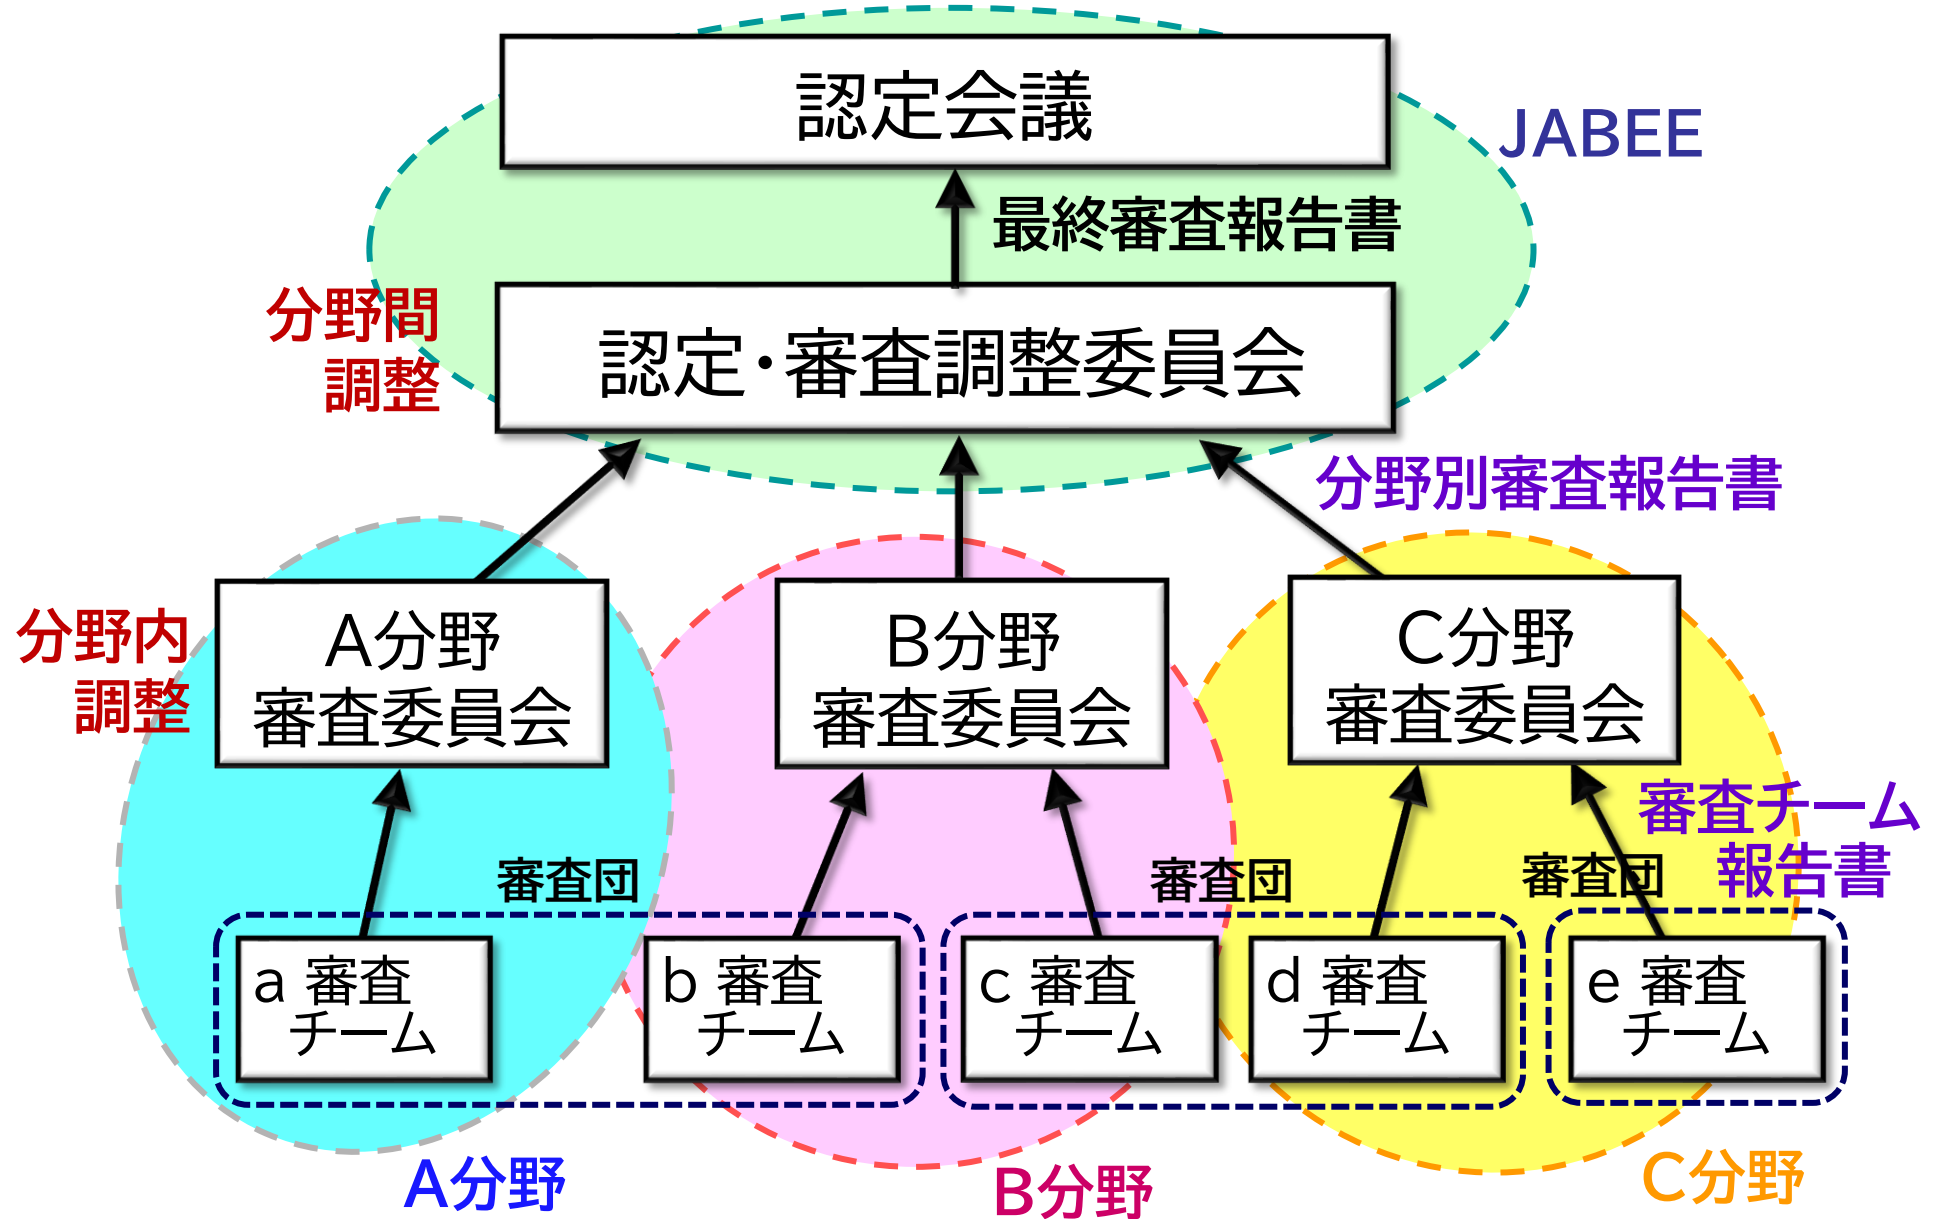 認定会議
JABEE
最終審査報告書
分野間
調整
認定・審査調整委員会
分野別審査報告書
分野内
調整
A分野
審査委員会
B分野
審査委員会
C分野
審査委員会
審査チーム
報告書
審査団
審査団
審査団
a 審査
チーム
b 審査
チーム
c 審査
チーム
d 審査
チーム
e 審査
チーム
A分野
B分野
C分野